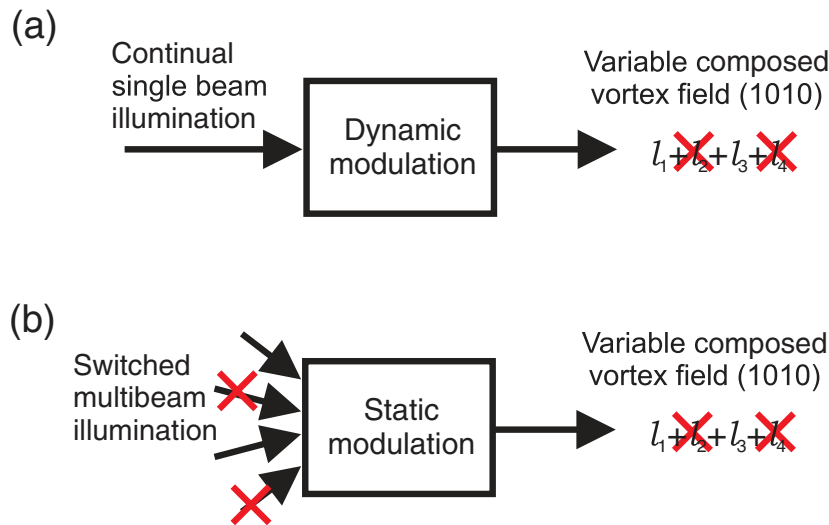 (a)
Continual
single beam
illumination
Dynamic
modulation
Variable composed
vortex field (1010)
l₁+l₂+l₃+l₄
(b)
Switched
multibeam
illumination
Static
modulation
Variable composed
vortex field (1010)
l₁+l₂+l₃+l₄